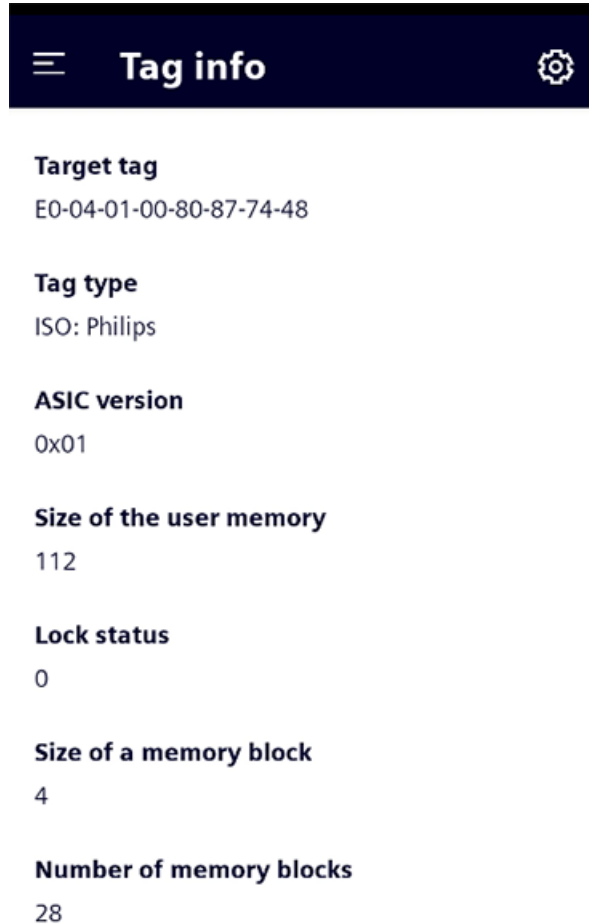 Tag info
Target tag
E0-04-01-00-80-87-74-48
Tag type
ISO: Philips
ASIC version
0x01
Size of the user memory
112
Lock status
0
Size of a memory block
4
Number of memory blocks
28